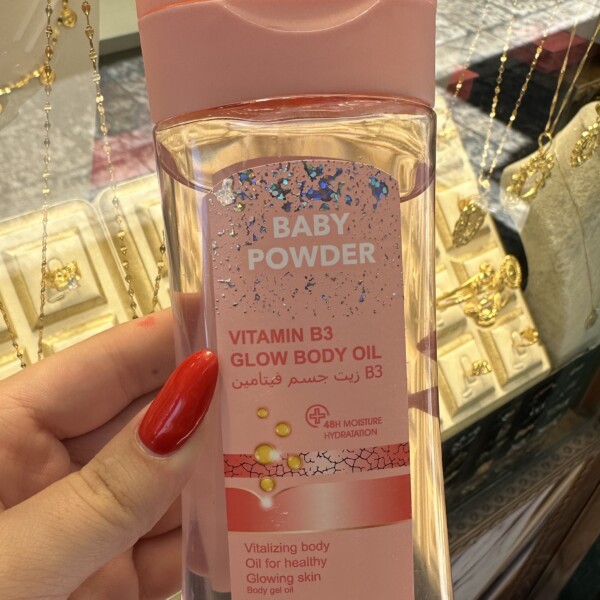 BABY
POWDER
VITAMIN B3
GLOW BODY OIL
زيت جسم فيتامين B3
48H MOISTURE
HYDRATATION
Vitalizing body
Oil for healthy
Glowing skin
Body gel oil